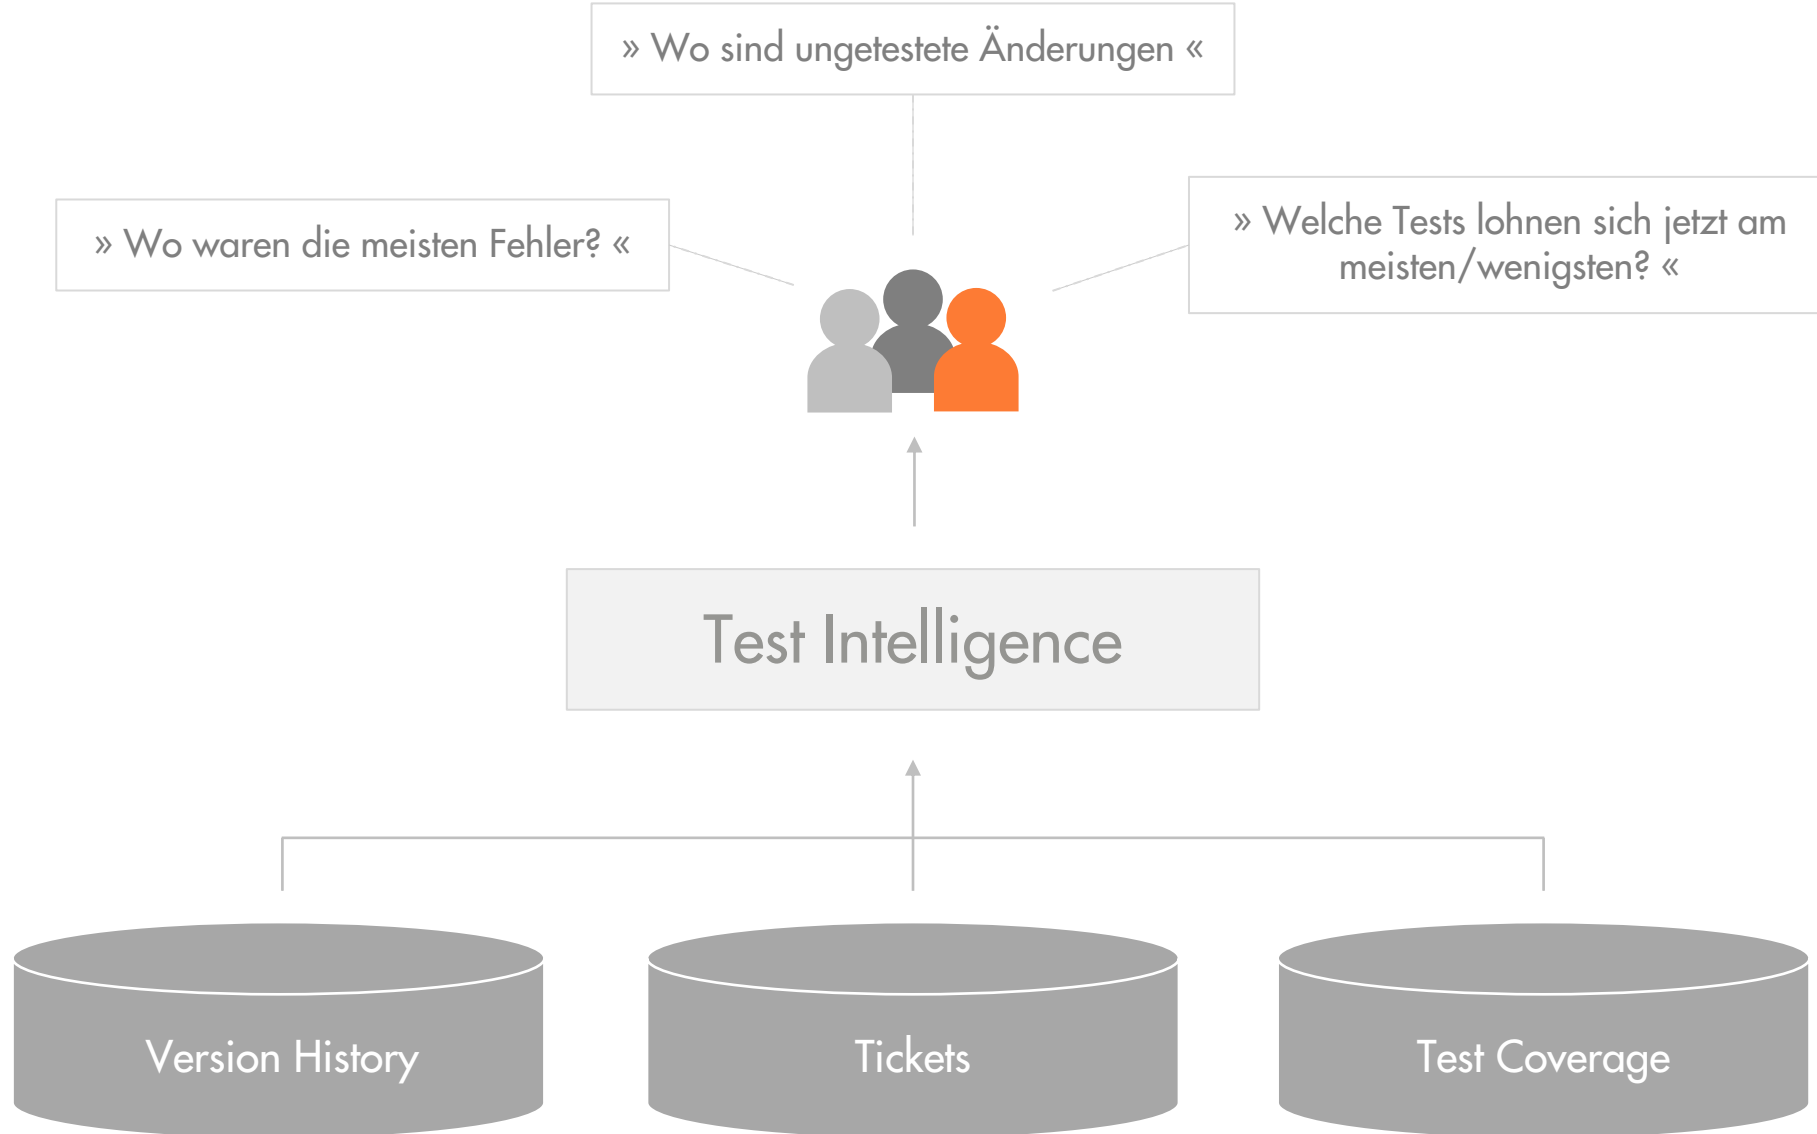 » Wo sind ungetestete Änderungen «
» Wo waren die meisten Fehler? «
» Welche Tests lohnen sich jetzt am
meisten/wenigsten? «
Test Intelligence
Version History
Tickets
Test Coverage